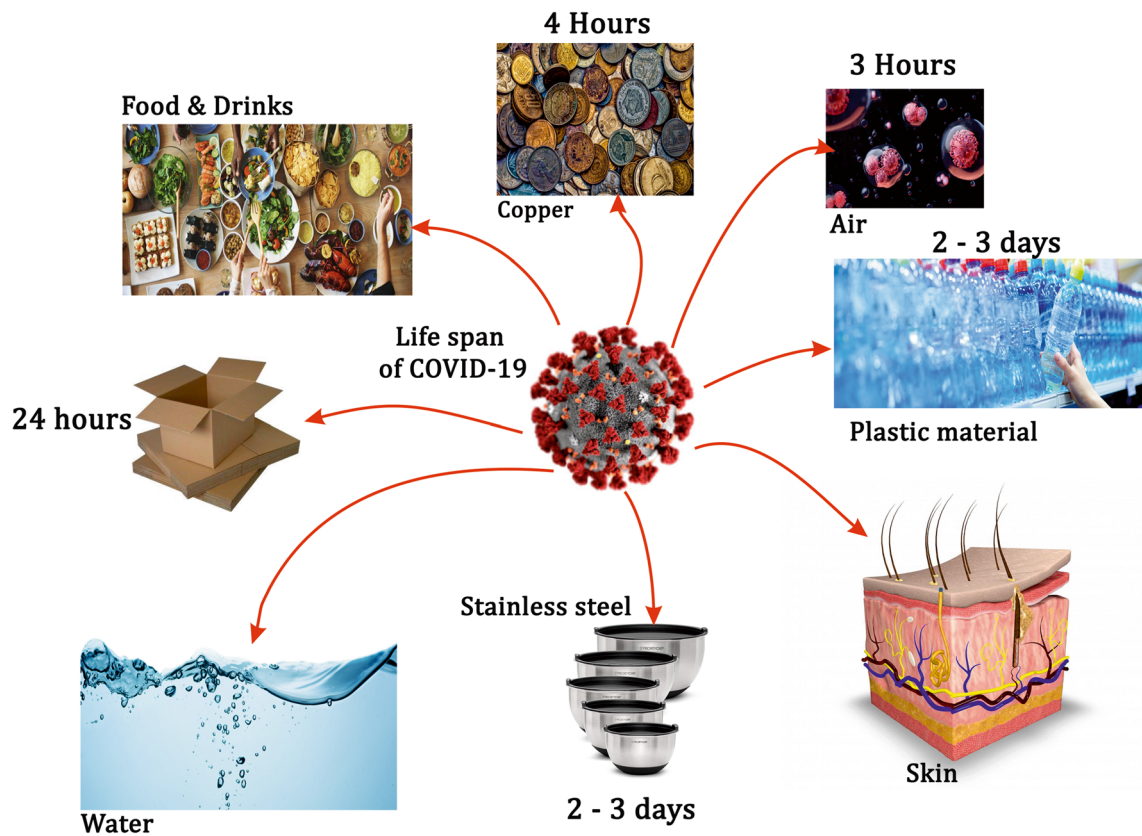 4 Hours
3 Hours
Food & Drinks
Copper
Air
2 - 3 days
Life span
of COVID-19
24 hours
Plastic material
Stainless steel
Skin
2 - 3 days
Water